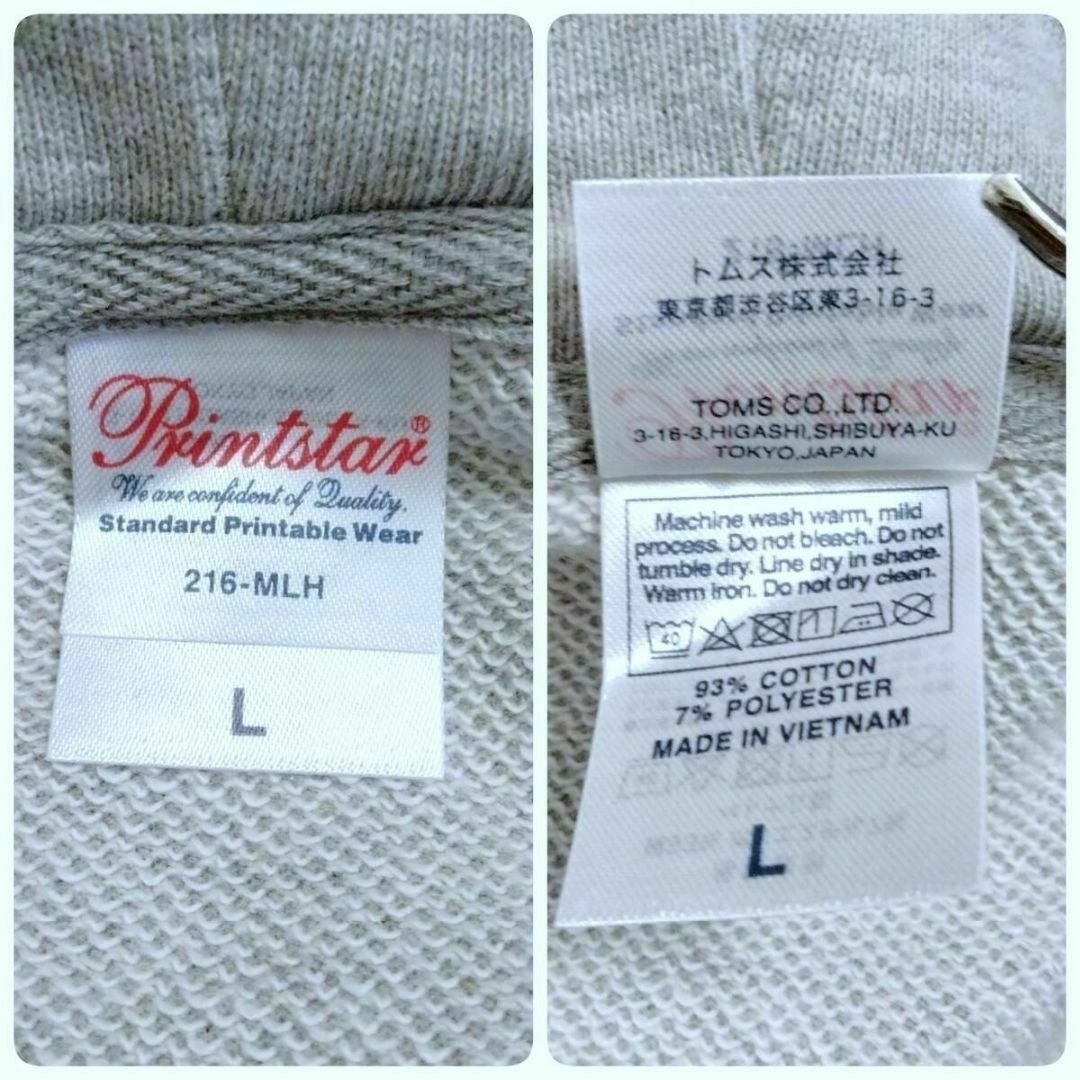 Printstar®
We are confident of Quality.
Standard Printable Wear
216-MLH
L
トムス株式会社
東京都渋谷区東3-16-3
TOMS CO.,LTD.
3-16-3,HIGASHI,SHIBUYA-KU
TOKYO,JAPAN
Machine wash warm, mild
process. Do not bleach. Do not
tumble dry. Line dry in shade.
Warm iron. Do not dry clean.
40
93% COTTON
7% POLYESTER
MADE IN VIETNAM
L